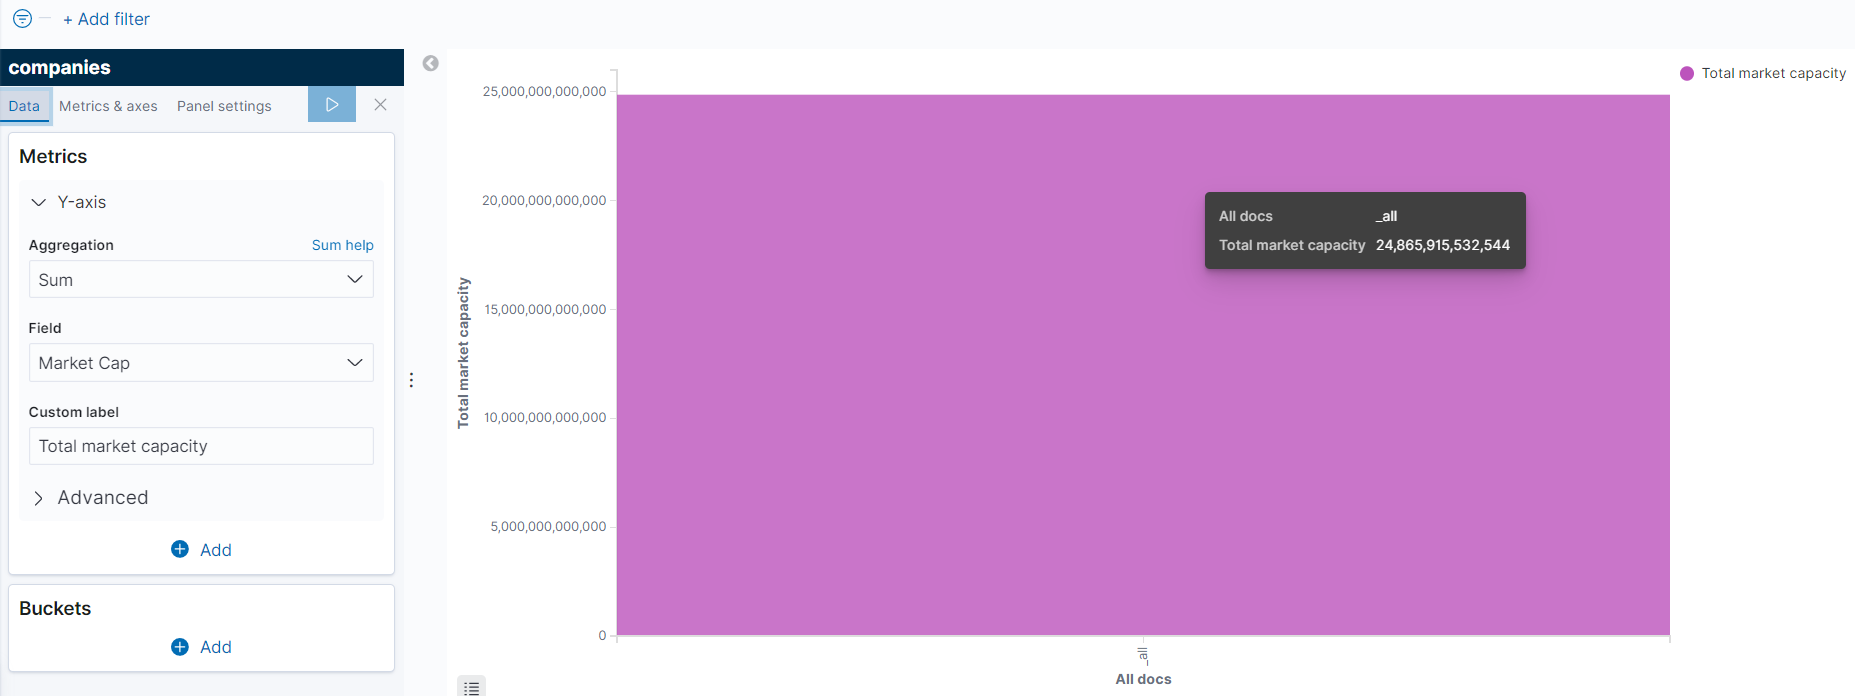 + Add filter
companies
Data Metrics & axes Panel settings
Metrics
Y-axis
Aggregation Sum help
Sum
Field
Market Cap
Custom label
Total market capacity
Advanced
Add
Buckets
Add
Total market capacity
25,000,000,000,000
20,000,000,000,000
15,000,000,000,000
10,000,000,000,000
5,000,000,000,000
0
All docs _all
Total market capacity 24,865,915,532,544
_all
All docs
Total market capacity